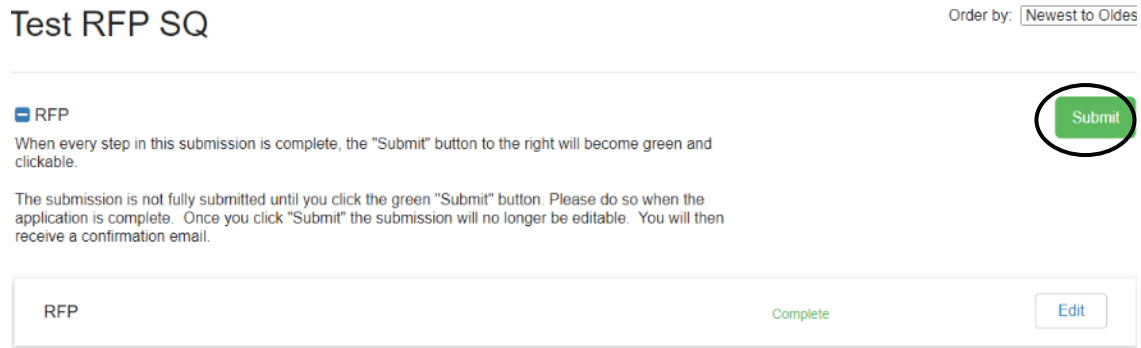 Test RFP SQ
Order by: Newest to Oldes
RFP
Submit
When every step in this submission is complete, the "Submit" button to the right will become green and
clickable.
The submission is not fully submitted until you click the green "Submit" button. Please do so when the
application is complete. Once you click "Submit" the submission will no longer be editable. You will then
receive a confirmation email.
RFP
Complete
Edit